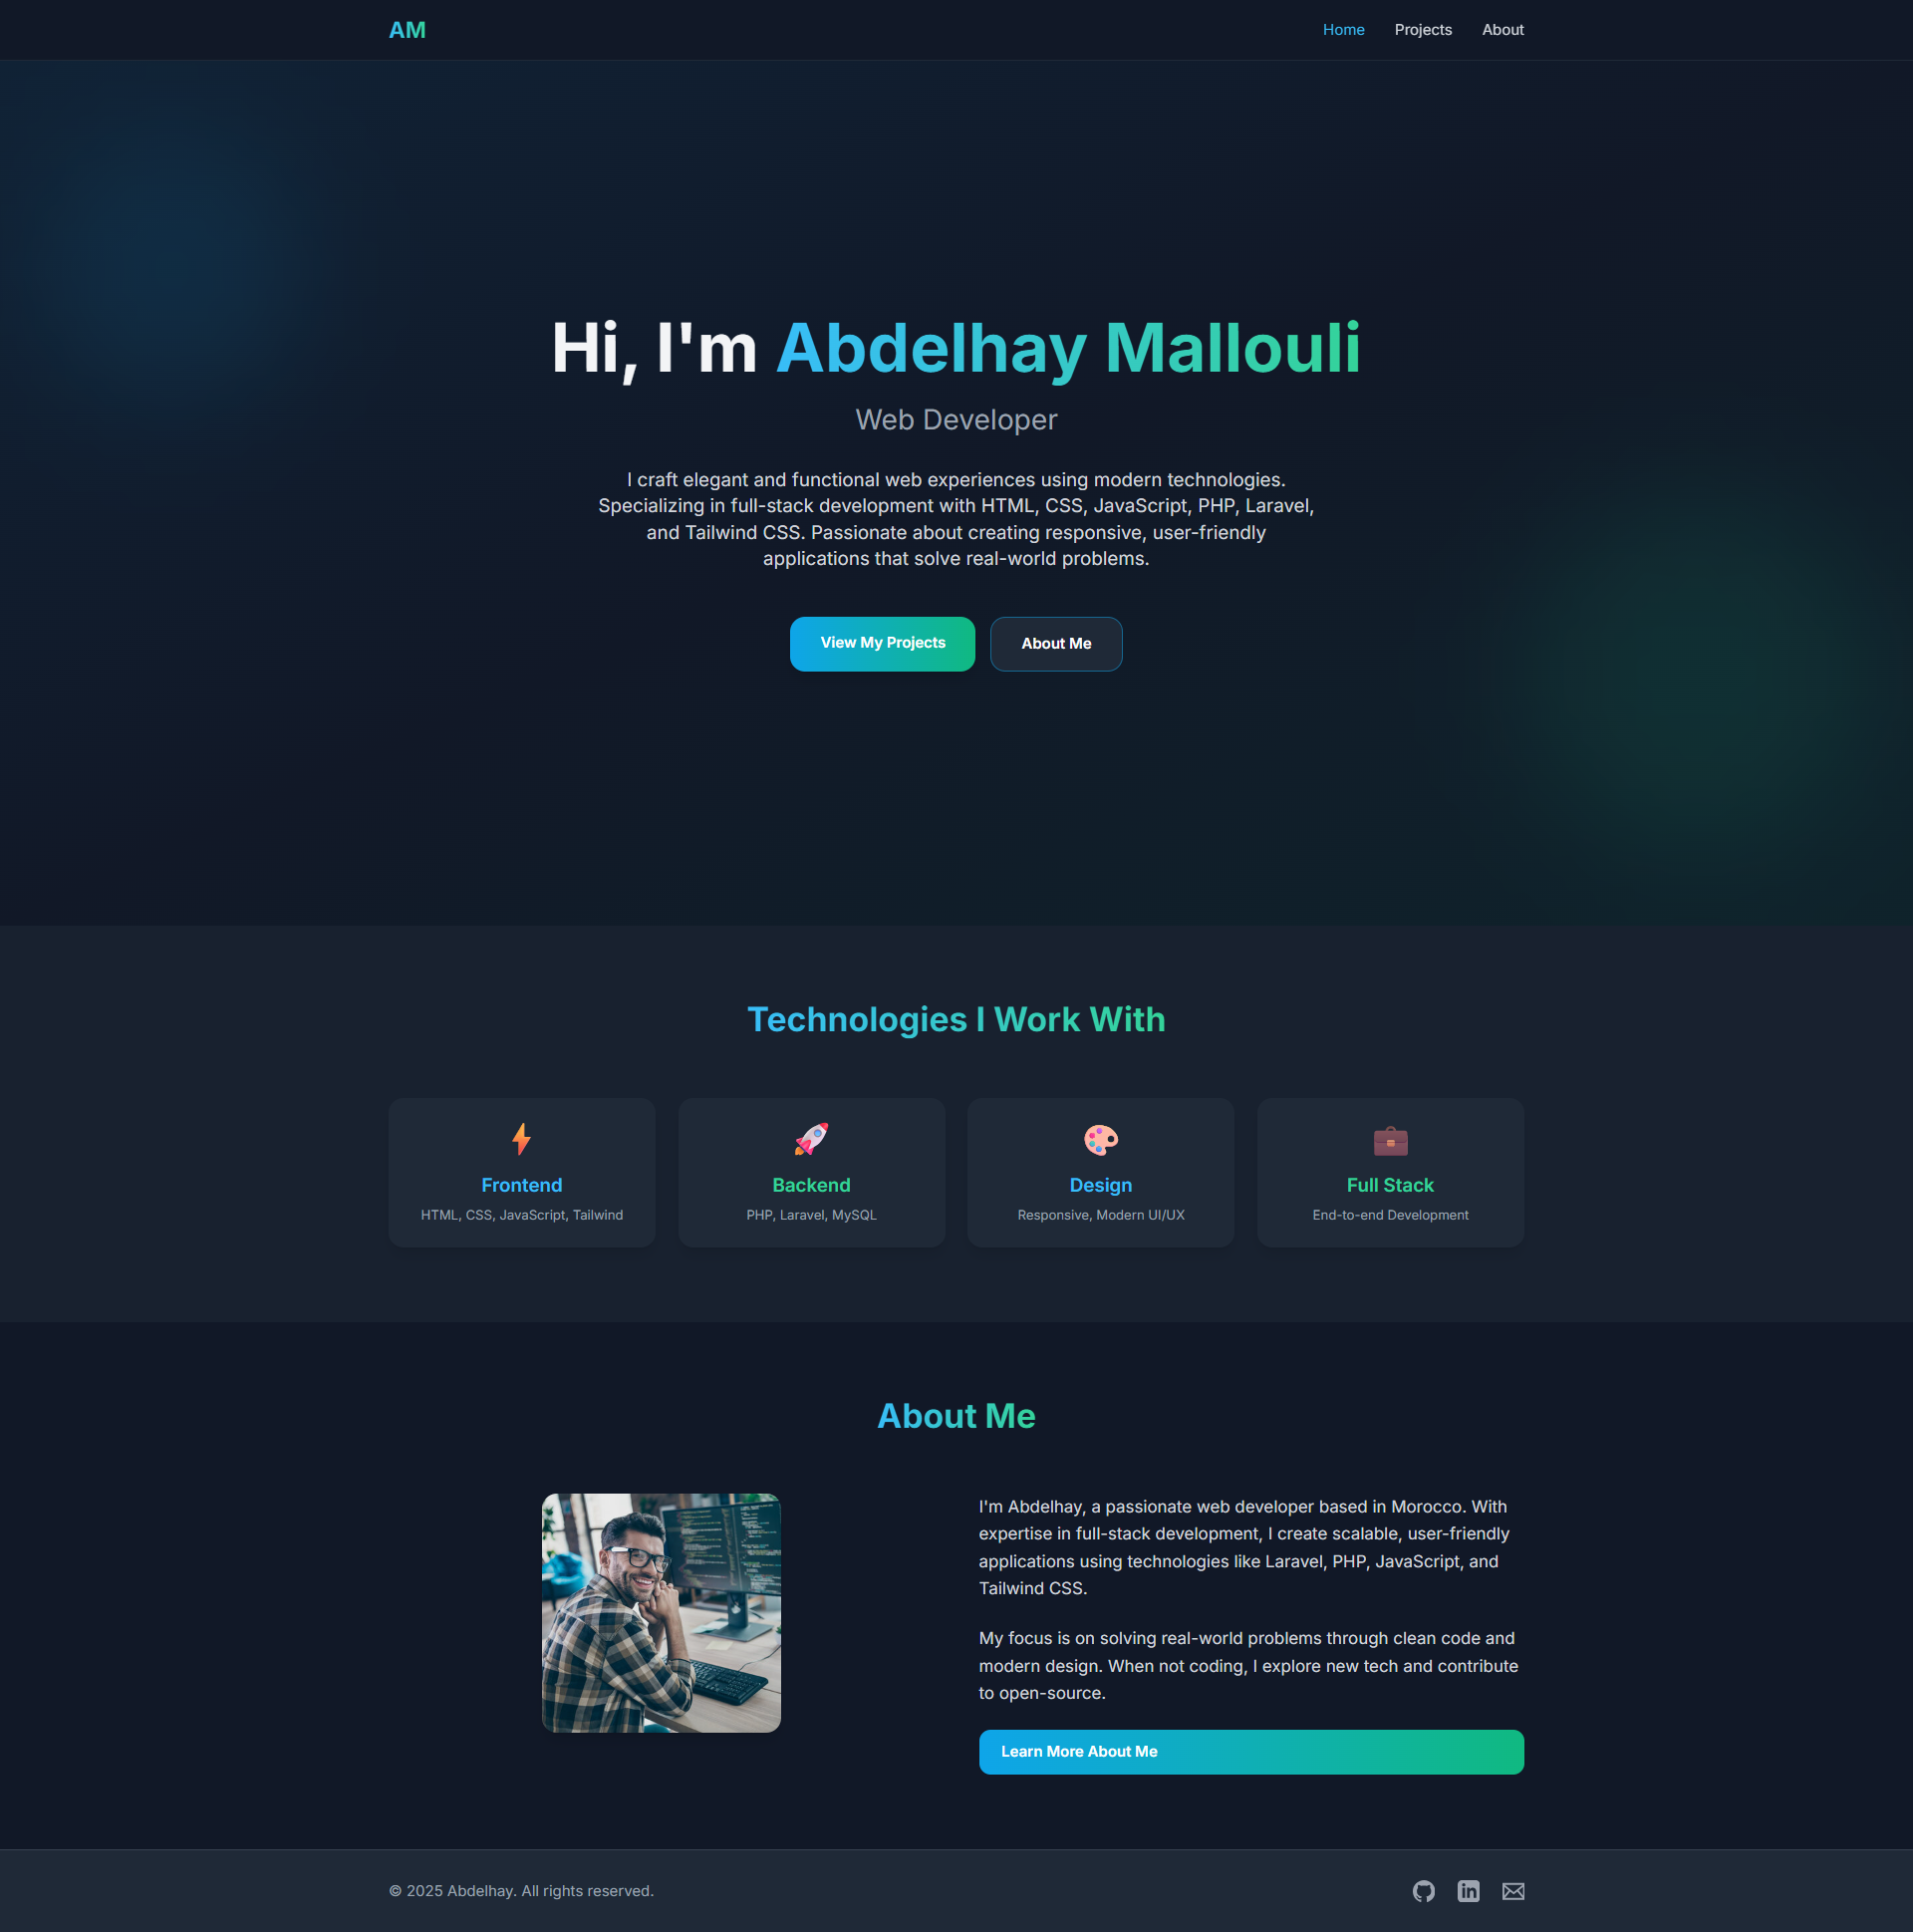 AM
Home Projects About
Hi, I'm Abdelhay Mallouli
Web Developer
I craft elegant and functional web experiences using modern technologies.
Specializing in full-stack development with HTML, CSS, JavaScript, PHP, Laravel,
and Tailwind CSS. Passionate about creating responsive, user-friendly
applications that solve real-world problems.
View My Projects About Me
Technologies I Work With
Frontend
HTML, CSS, JavaScript, Tailwind
Backend
PHP, Laravel, MySQL
Design
Responsive, Modern UI/UX
Full Stack
End-to-end Development
About Me
I'm Abdelhay, a passionate web developer based in Morocco. With
expertise in full-stack development, I create scalable, user-friendly
applications using technologies like Laravel, PHP, JavaScript, and
Tailwind CSS.
My focus is on solving real-world problems through clean code and
modern design. When not coding, I explore new tech and contribute
to open-source.
Learn More About Me
© 2025 Abdelhay. All rights reserved.
in